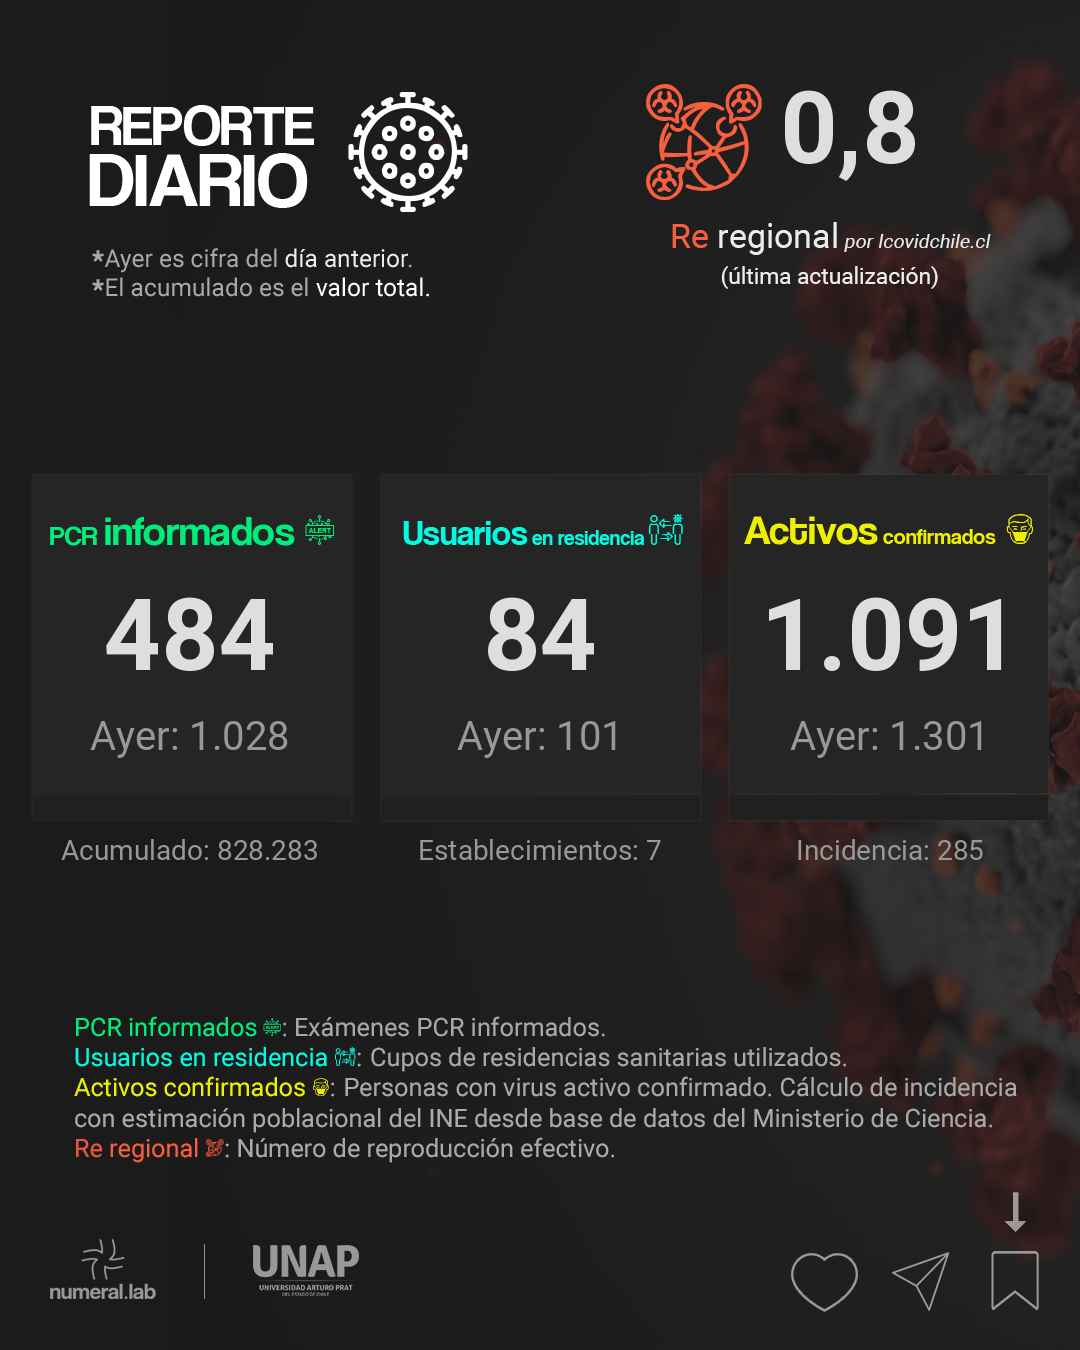 REPORTE
DIARIO
*Ayer es cifra del día anterior.
*El acumulado es el valor total.
0,8
Re regional por Icovidchile.cl
(última actualización)
PCR informados ALERT
484
Ayer: 1.028
Acumulado: 828.283
Usuarios en residencia
84
Ayer: 101
Establecimientos: 7
Activos confirmados
1.091
Ayer: 1.301
Incidencia: 285
PCR informados ALERT: Exámenes PCR informados.
Usuarios en residencia : Cupos de residencias sanitarias utilizados.
Activos confirmados : Personas con virus activo confirmado. Cálculo de incidencia
con estimación poblacional del INE desde base de datos del Ministerio de Ciencia.
Re regional : Número de reproducción efectivo.
numeral.lab
UNAP
UNIVERSIDAD ARTURO PRAT
DEL ESTADO DE CHILE